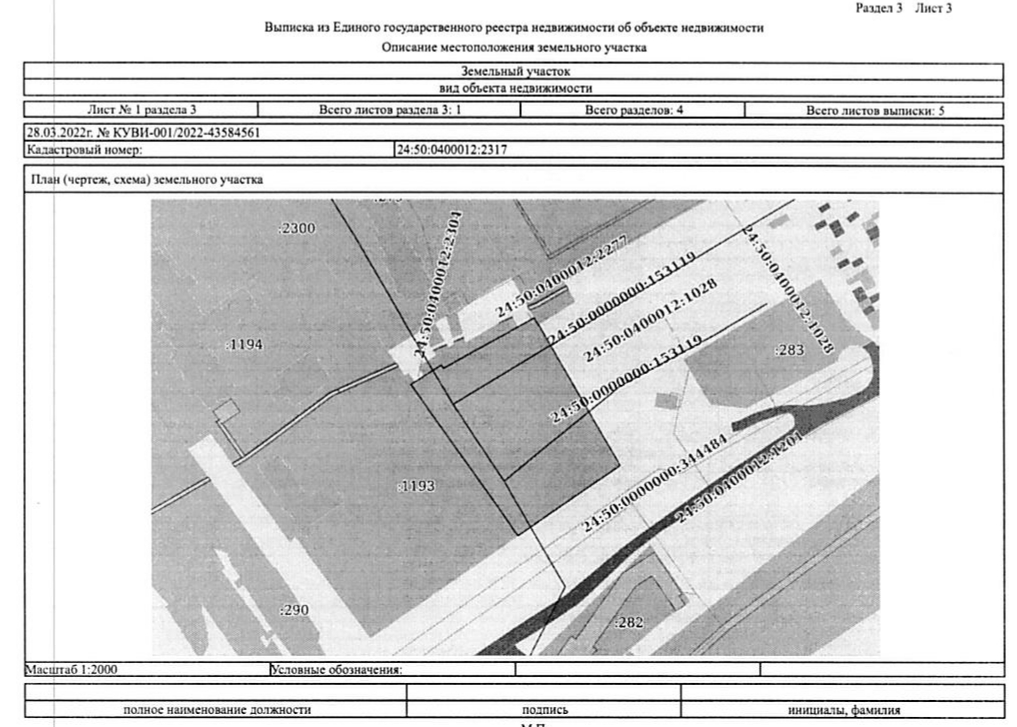 Раздел 3 Лист 3
Выписка из Единого государственного реестра недвижимости об объекте недвижимости
Описание местоположения земельного участка
Земельный участок
вид объекта недвижимости
Лист № 1 раздела 3
Всего листов раздела 3: 1
Всего разделов: 4
Всего листов выписки: 5
28.03.2022г. № КУВИ-001/2022-43584561
Кадастровый номер:
24:50:0400012:2317
План (чертеж, схема) земельного участка
:2300
24:50:0400012:2304
24:50:0400012:2277
24:50:0000000:153119
24:50:0400012:1028
24:50:0400012:1028
:1194
:283
24:50:0000000:153119
:1193
24:50:0000000:344484
24:50:0400012:1201
:290
:282
Масштаб 1:2000
Условные обозначения:
полное наименование должности
подпись
инициалы, фамилия